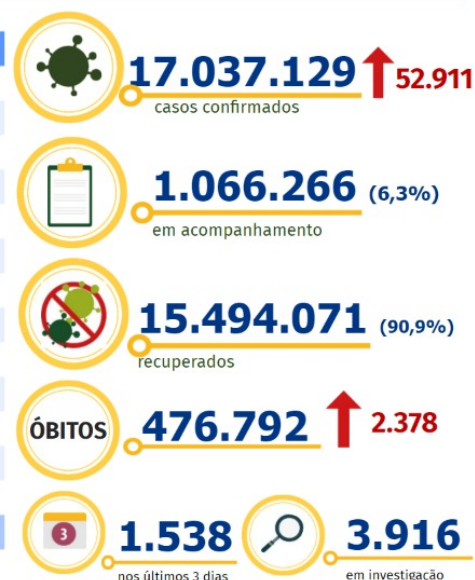 17.037.129 52.911
casos confirmados
1.066.266 (6,3%)
em acompanhamento
15.494.071 (90,9%)
recuperados
ÓBITOS 476.792 2.378
3 1.538 3.916
nos últimos 3 dias em investigação